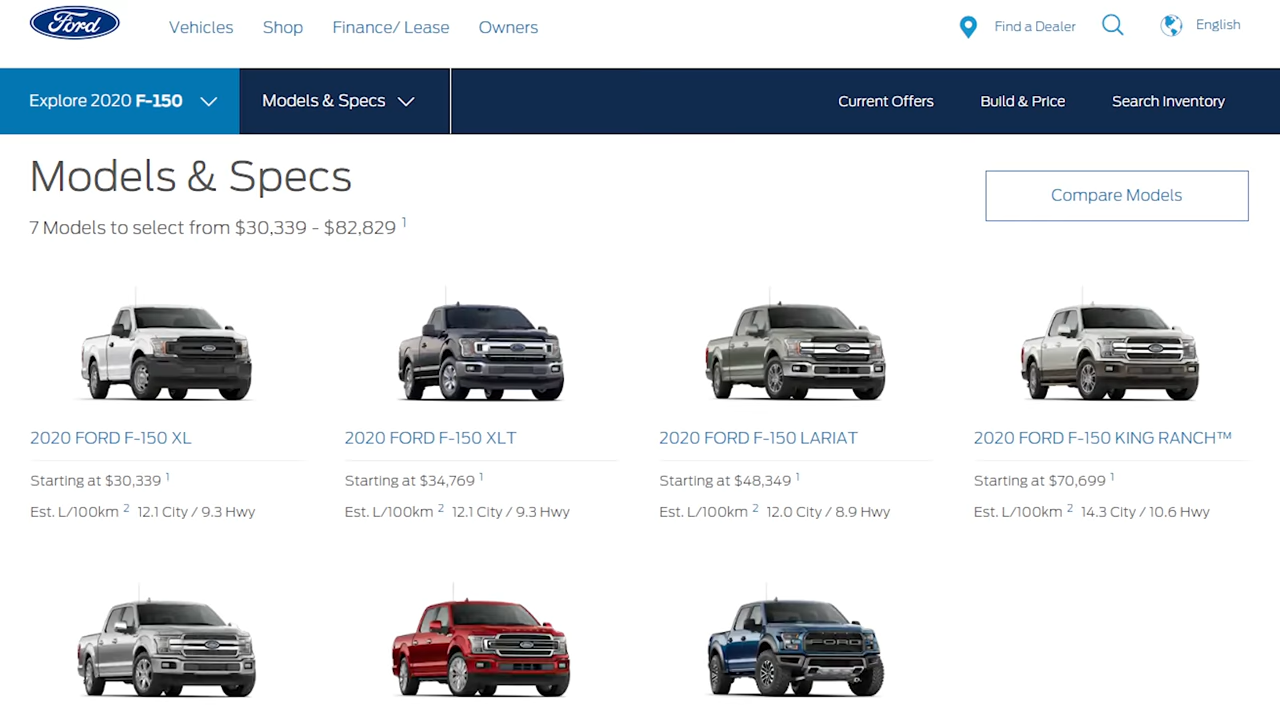 Ford
Vehicles Shop Finance/ Lease Owners
Find a Dealer
English
Explore 2020 F-150
Models & Specs
Current Offers Build & Price Search Inventory
Models & Specs
Compare Models
7 Models to select from $30,339 - $82,829 1
2020 FORD F-150 XL
Starting at $30,339 1
Est. L/100km 2 12.1 City / 9.3 Hwy
2020 FORD F-150 XLT
Starting at $34,769 1
Est. L/100km 2 12.1 City / 9.3 Hwy
2020 FORD F-150 LARIAT
Starting at $48,349 1
Est. L/100km 2 12.0 City / 8.9 Hwy
2020 FORD F-150 KING RANCH™
Starting at $70,699 1
Est. L/100km 2 14.3 City / 10.6 Hwy
FORD